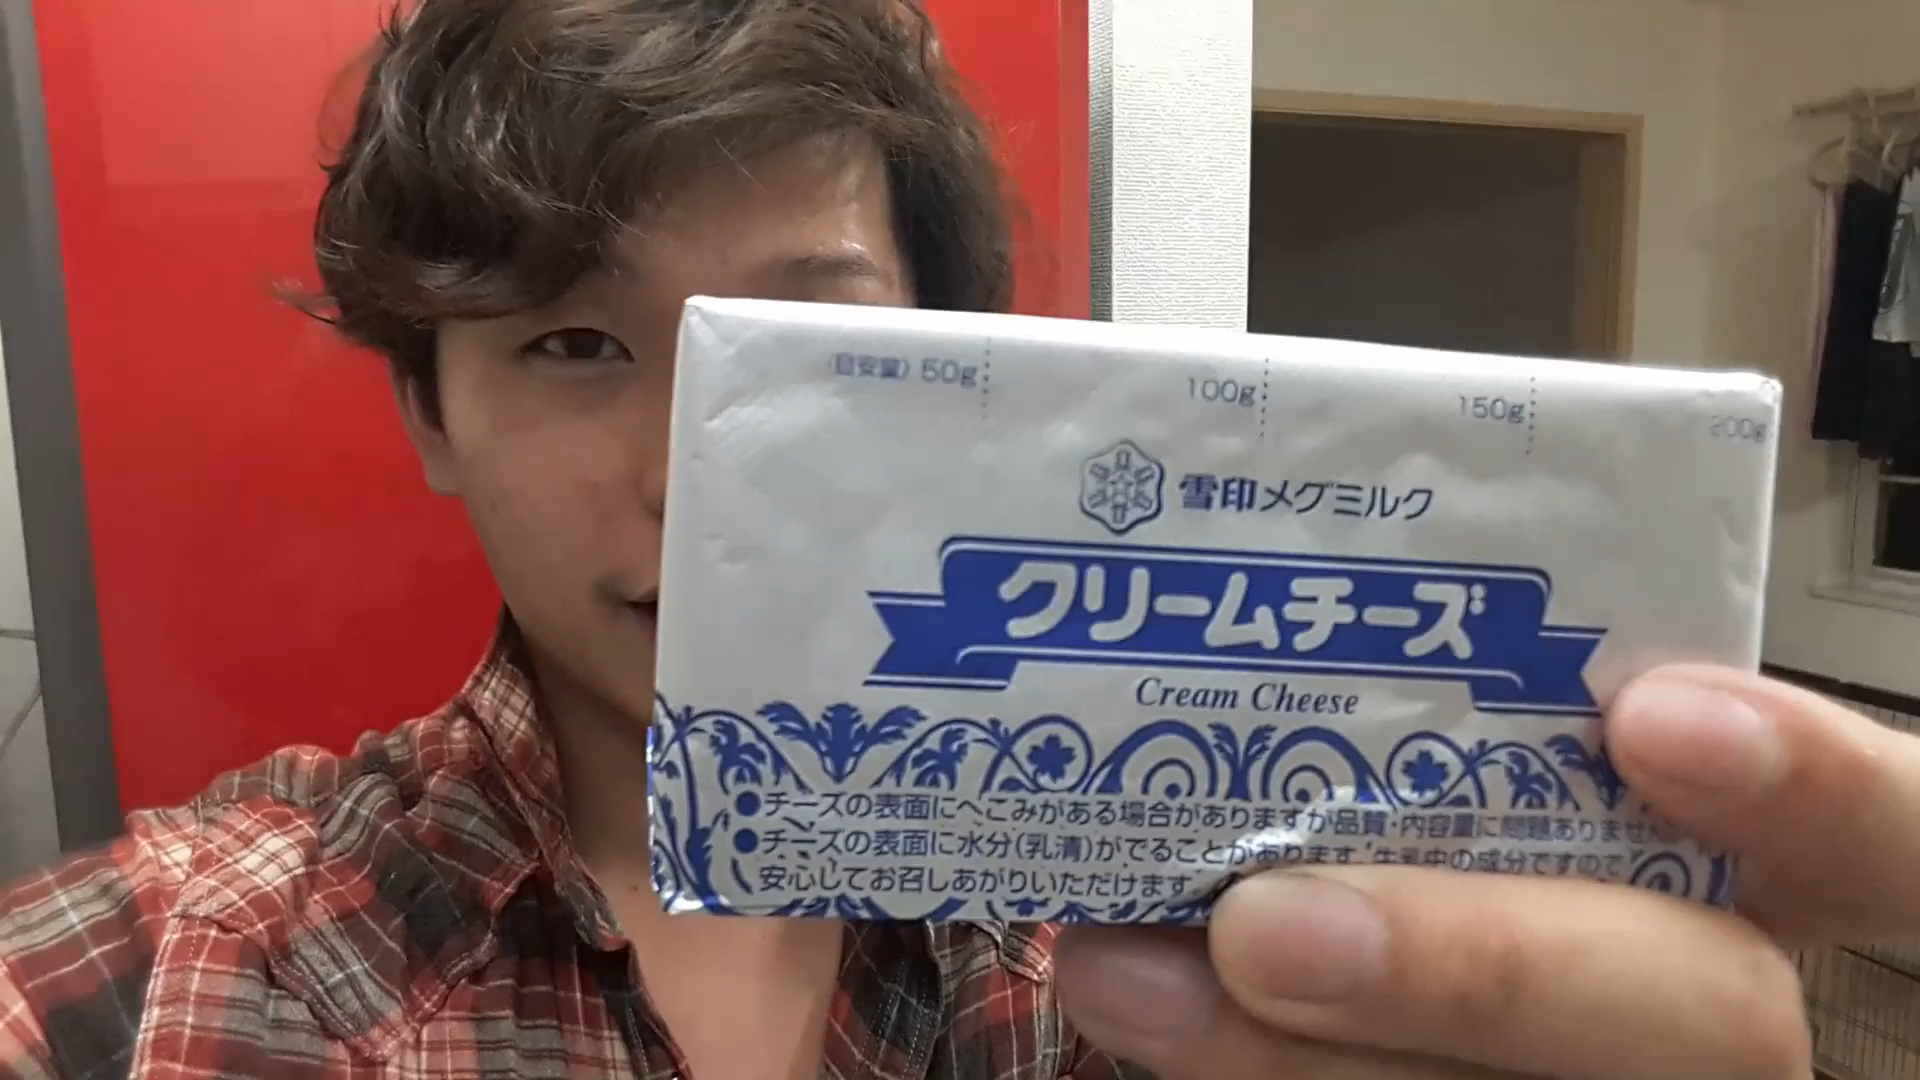 (目安量) 50g 100g 150g 200g
雪印メグミルク
クリームチーズ
Cream Cheese
●チーズの表面にへこみがある場合がありますが品質・内容量に問題ありません
●チーズの表面に水分(乳清)がでることがあります。牛乳中の成分ですので
安心してお召しあがりいただけます。